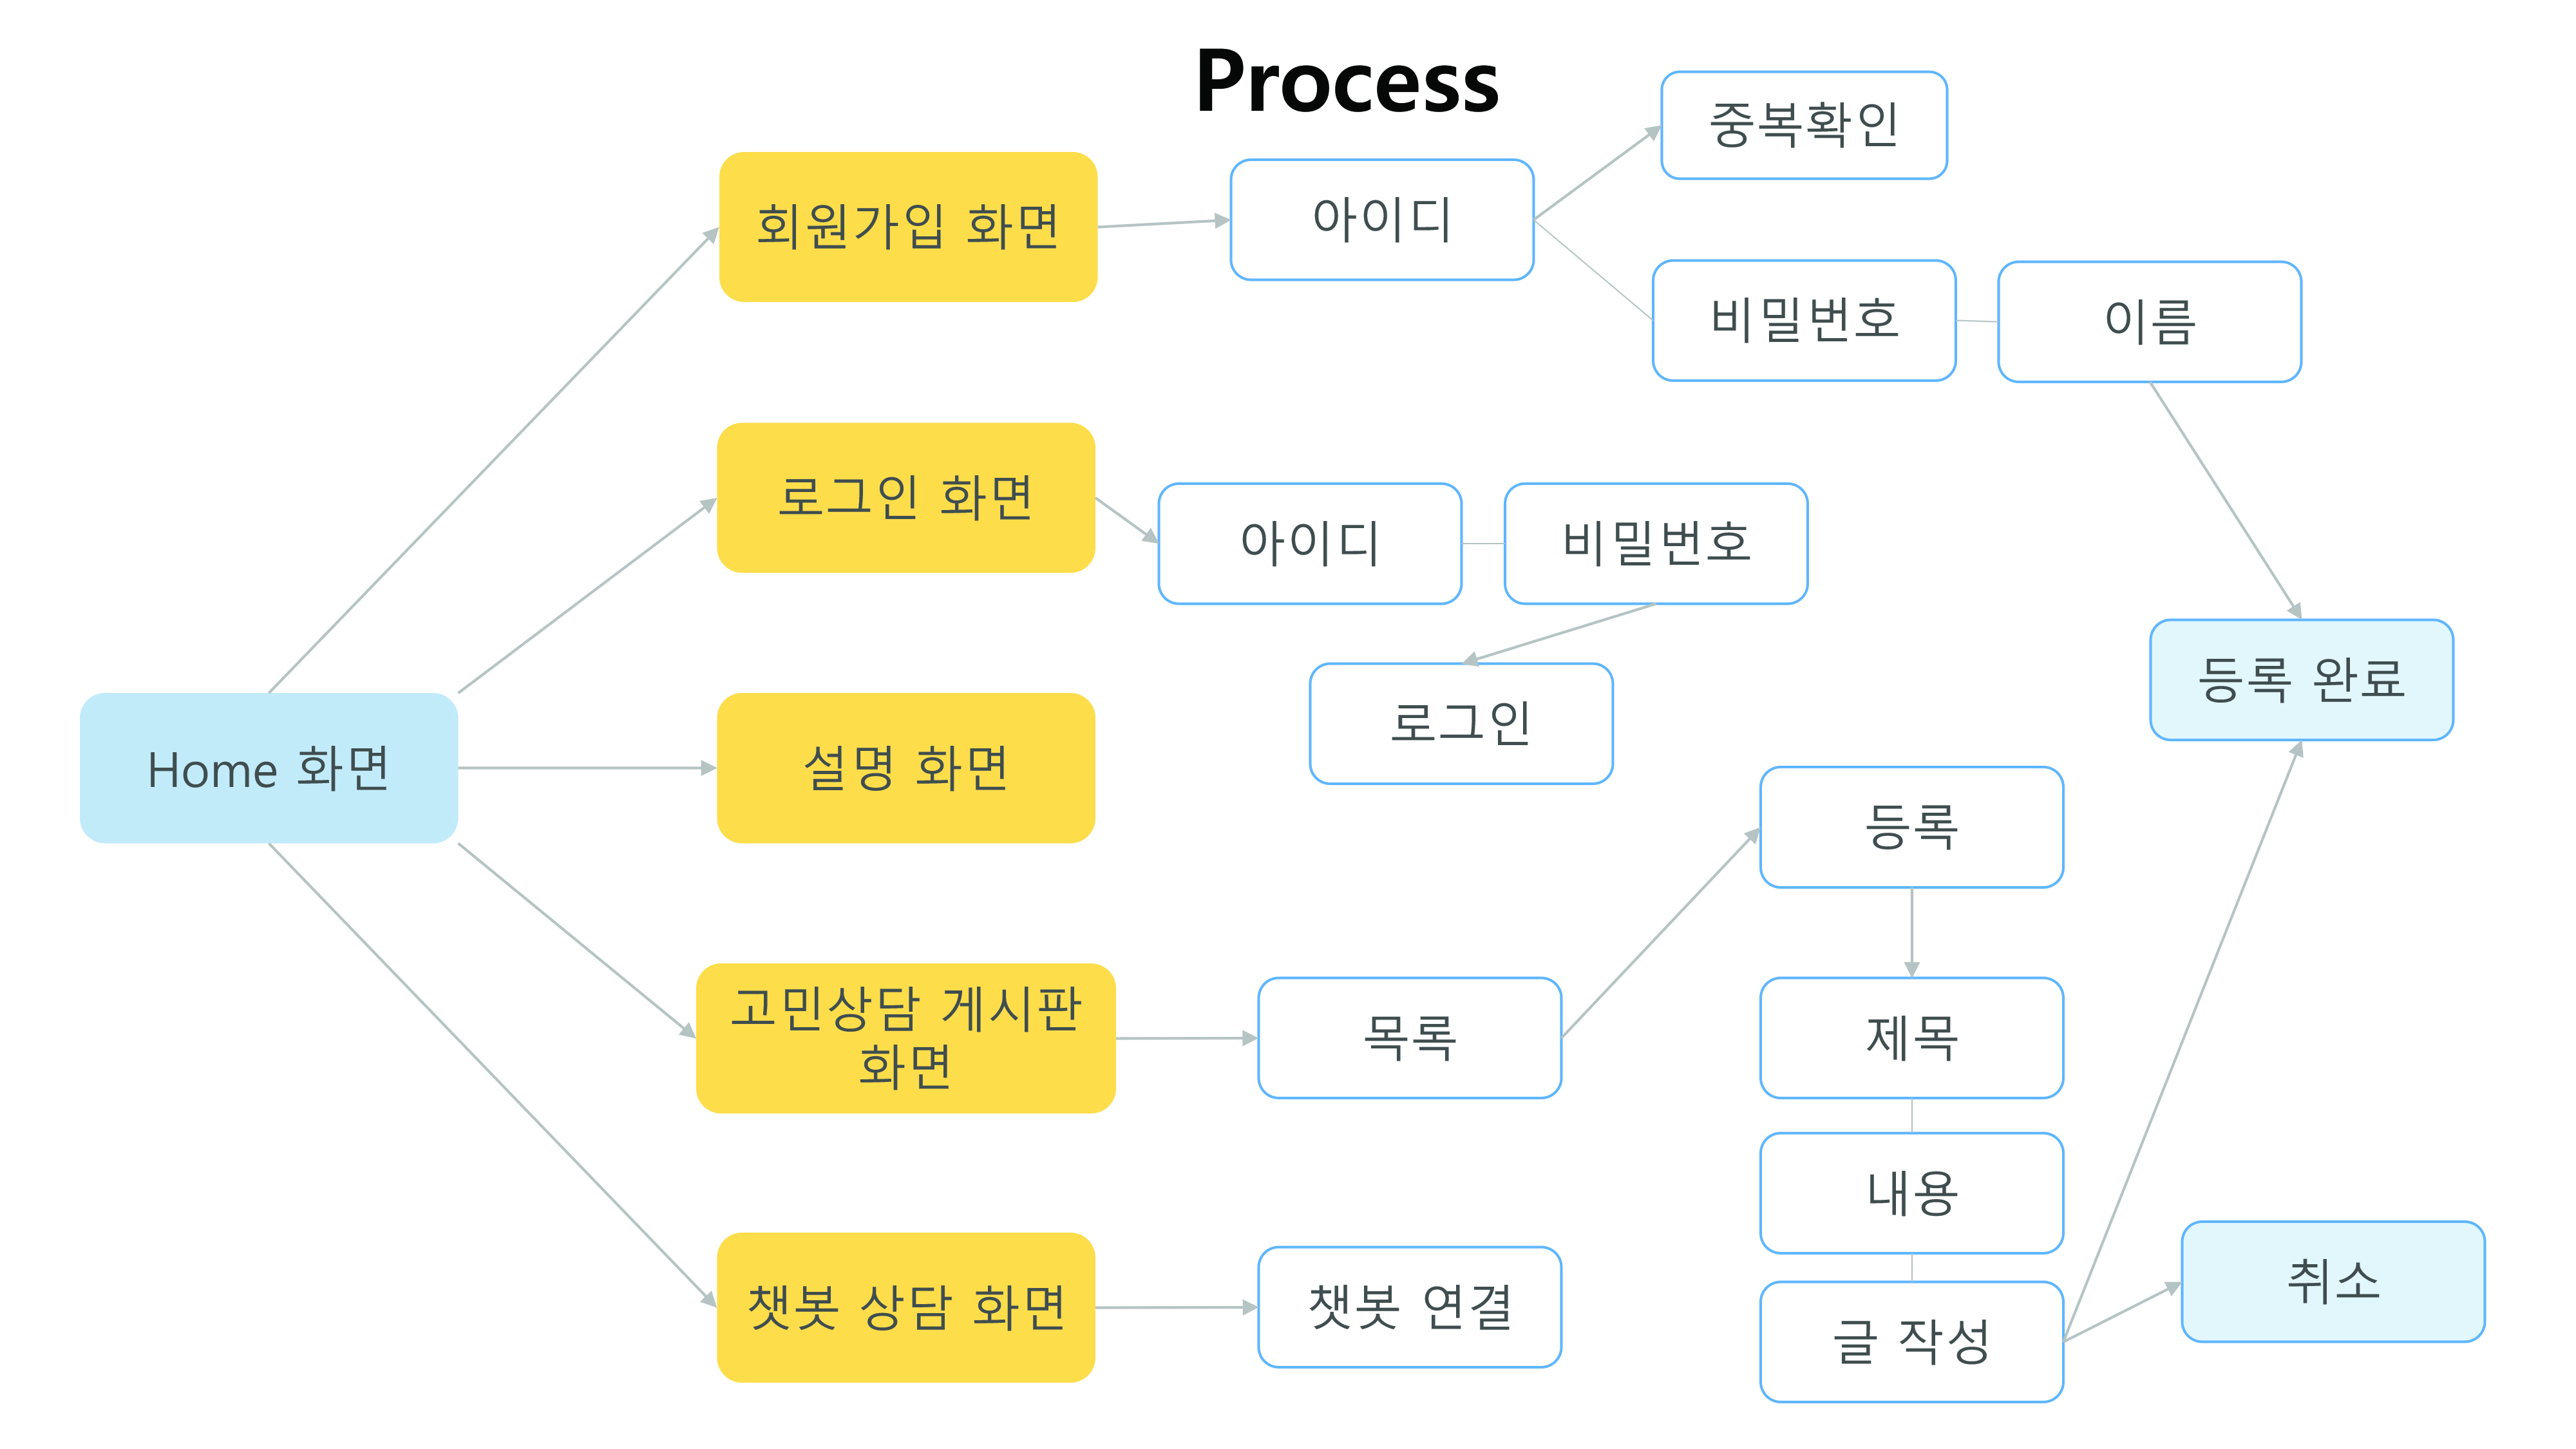 Process
회원가입 화면
아이디
중복확인
비밀번호
이름
로그인 화면
아이디
비밀번호
로그인
등록 완료
Home 화면
설명 화면
고민상담 게시판
화면
목록
등록
제목
내용
글 작성
취소
챗봇 상담 화면
챗봇 연결